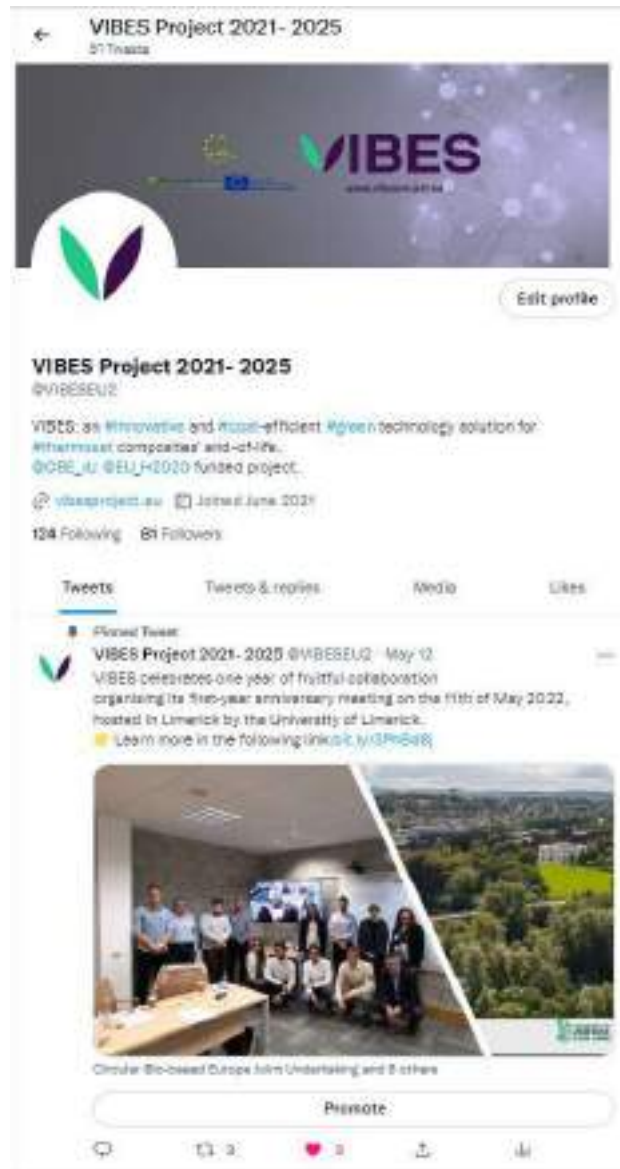 VIBES Project 2021- 2025
VIBES
Edit profile
VIBES Project 2021- 2025
@VIBESEU2
VIBES: an #innovative and #cost-efficient #green technology solution for
#thermoset composites' end-of-life.
@CBE_JU @EU_H2020 funded project.
vibesproject.eu Joined June 2021
124 Following 61 Followers
Tweets Tweets & replies Media Likes
Pinned Tweet
VIBES Project 2021- 2025 @VIBESEU2 · May 12
VIBES celebrates one year of fruitful collaboration
organising its first-year anniversary meeting on the 11th of May 2022,
hosted in Limerick by the University of Limerick.
Learn more in the following link
Circular Bio-based Europe Joint Undertaking and
others
Promote
3 3